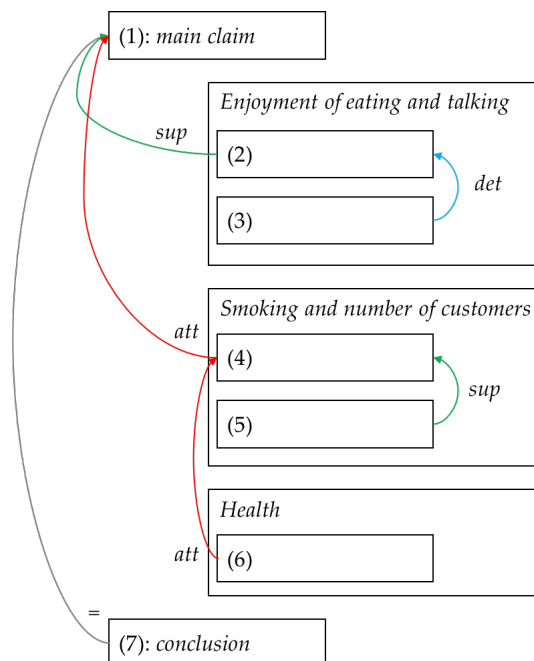 (1): main claim
Enjoyment of eating and talking
sup
(2)
det
(3)
Smoking and number of customers
att
(4)
sup
(5)
Health
att
(6)
=
(7): conclusion